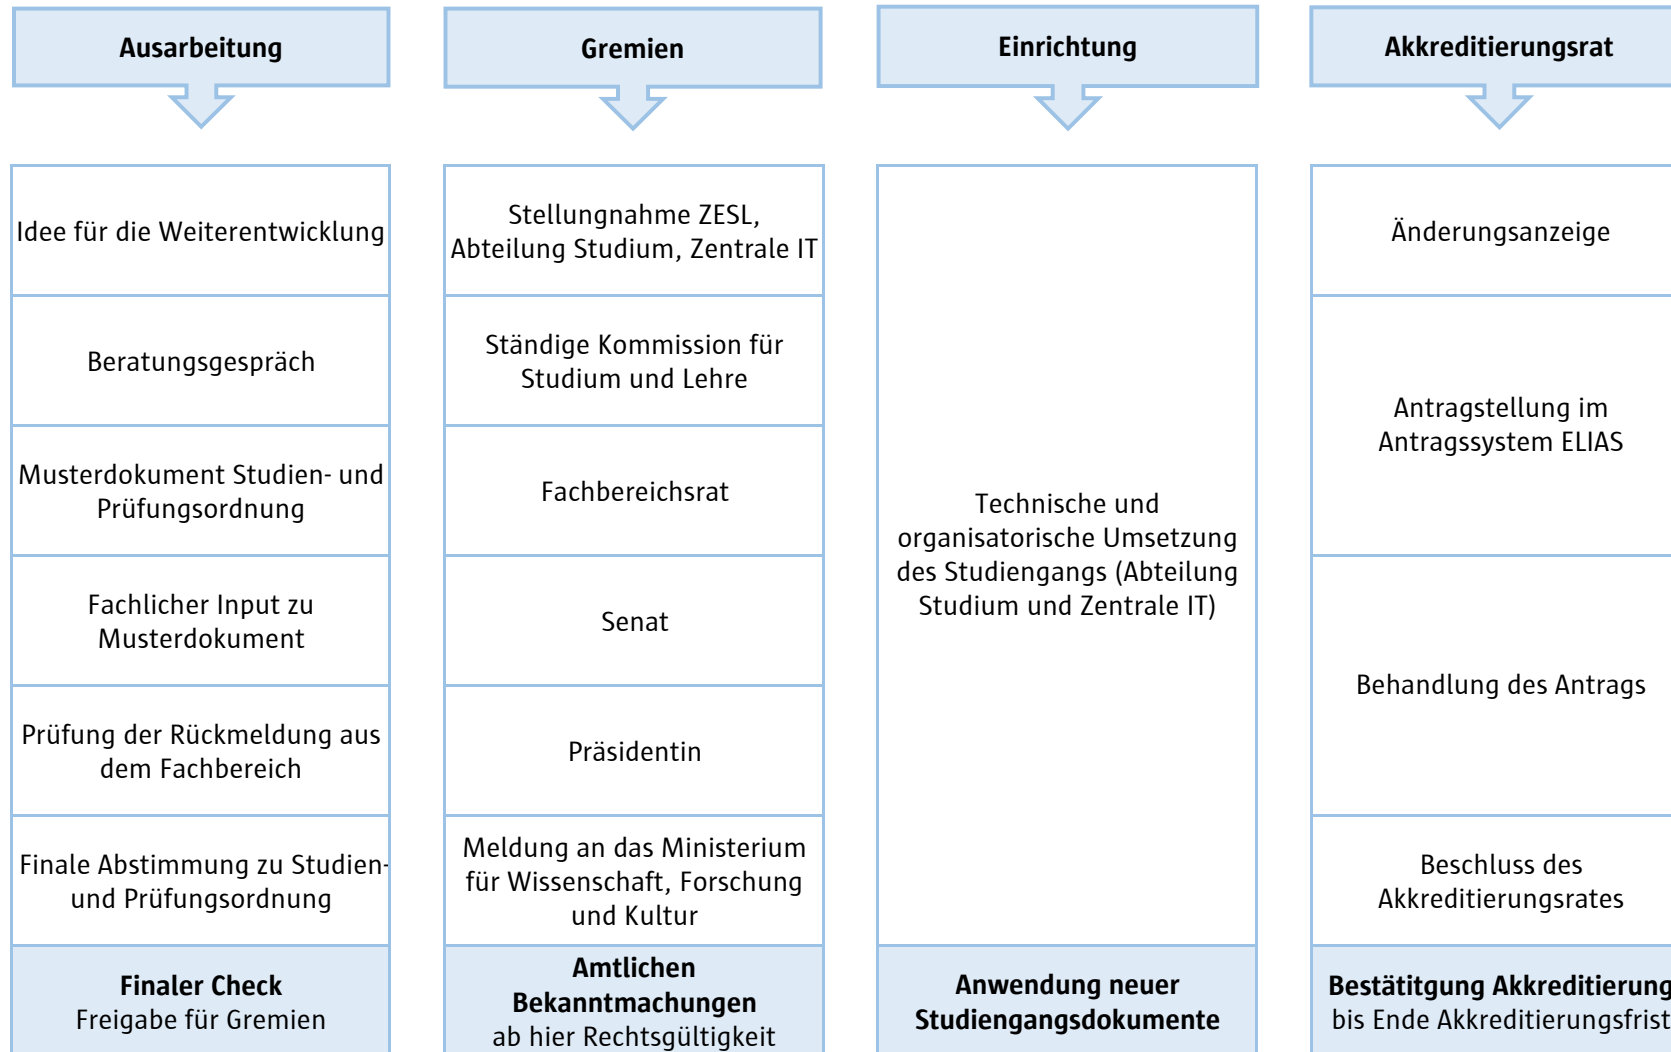 Ausarbeitung
Idee für die Weiterentwicklung
Beratungsgespräch
Musterdokument Studien- und
Prüfungsordnung
Fachlicher Input zu
Musterdokument
Prüfung der Rückmeldung aus
dem Fachbereich
Finale Abstimmung zu Studien-
und Prüfungsordnung
Finaler Check
Freigabe für Gremien
Gremien
Stellungnahme ZESL,
Abteilung Studium, Zentrale IT
Ständige Kommission für
Studium und Lehre
Fachbereichsrat
Senat
Präsidentin
Meldung an das Ministerium
für Wissenschaft, Forschung
und Kultur
Amtlichen
Bekanntmachungen
ab hier Rechtsgültigkeit
Einrichtung
Technische und
organisatorische Umsetzung
des Studiengangs (Abteilung
Studium und Zentrale IT)
Anwendung neuer
Studiengangsdokumente
Akkreditierungsrat
Änderungsanzeige
Antragstellung im
Antragssystem ELIAS
Behandlung des Antrags
Beschluss des
Akkreditierungsrates
Bestätitgung Akkreditierung
bis Ende Akkreditierungsfrist